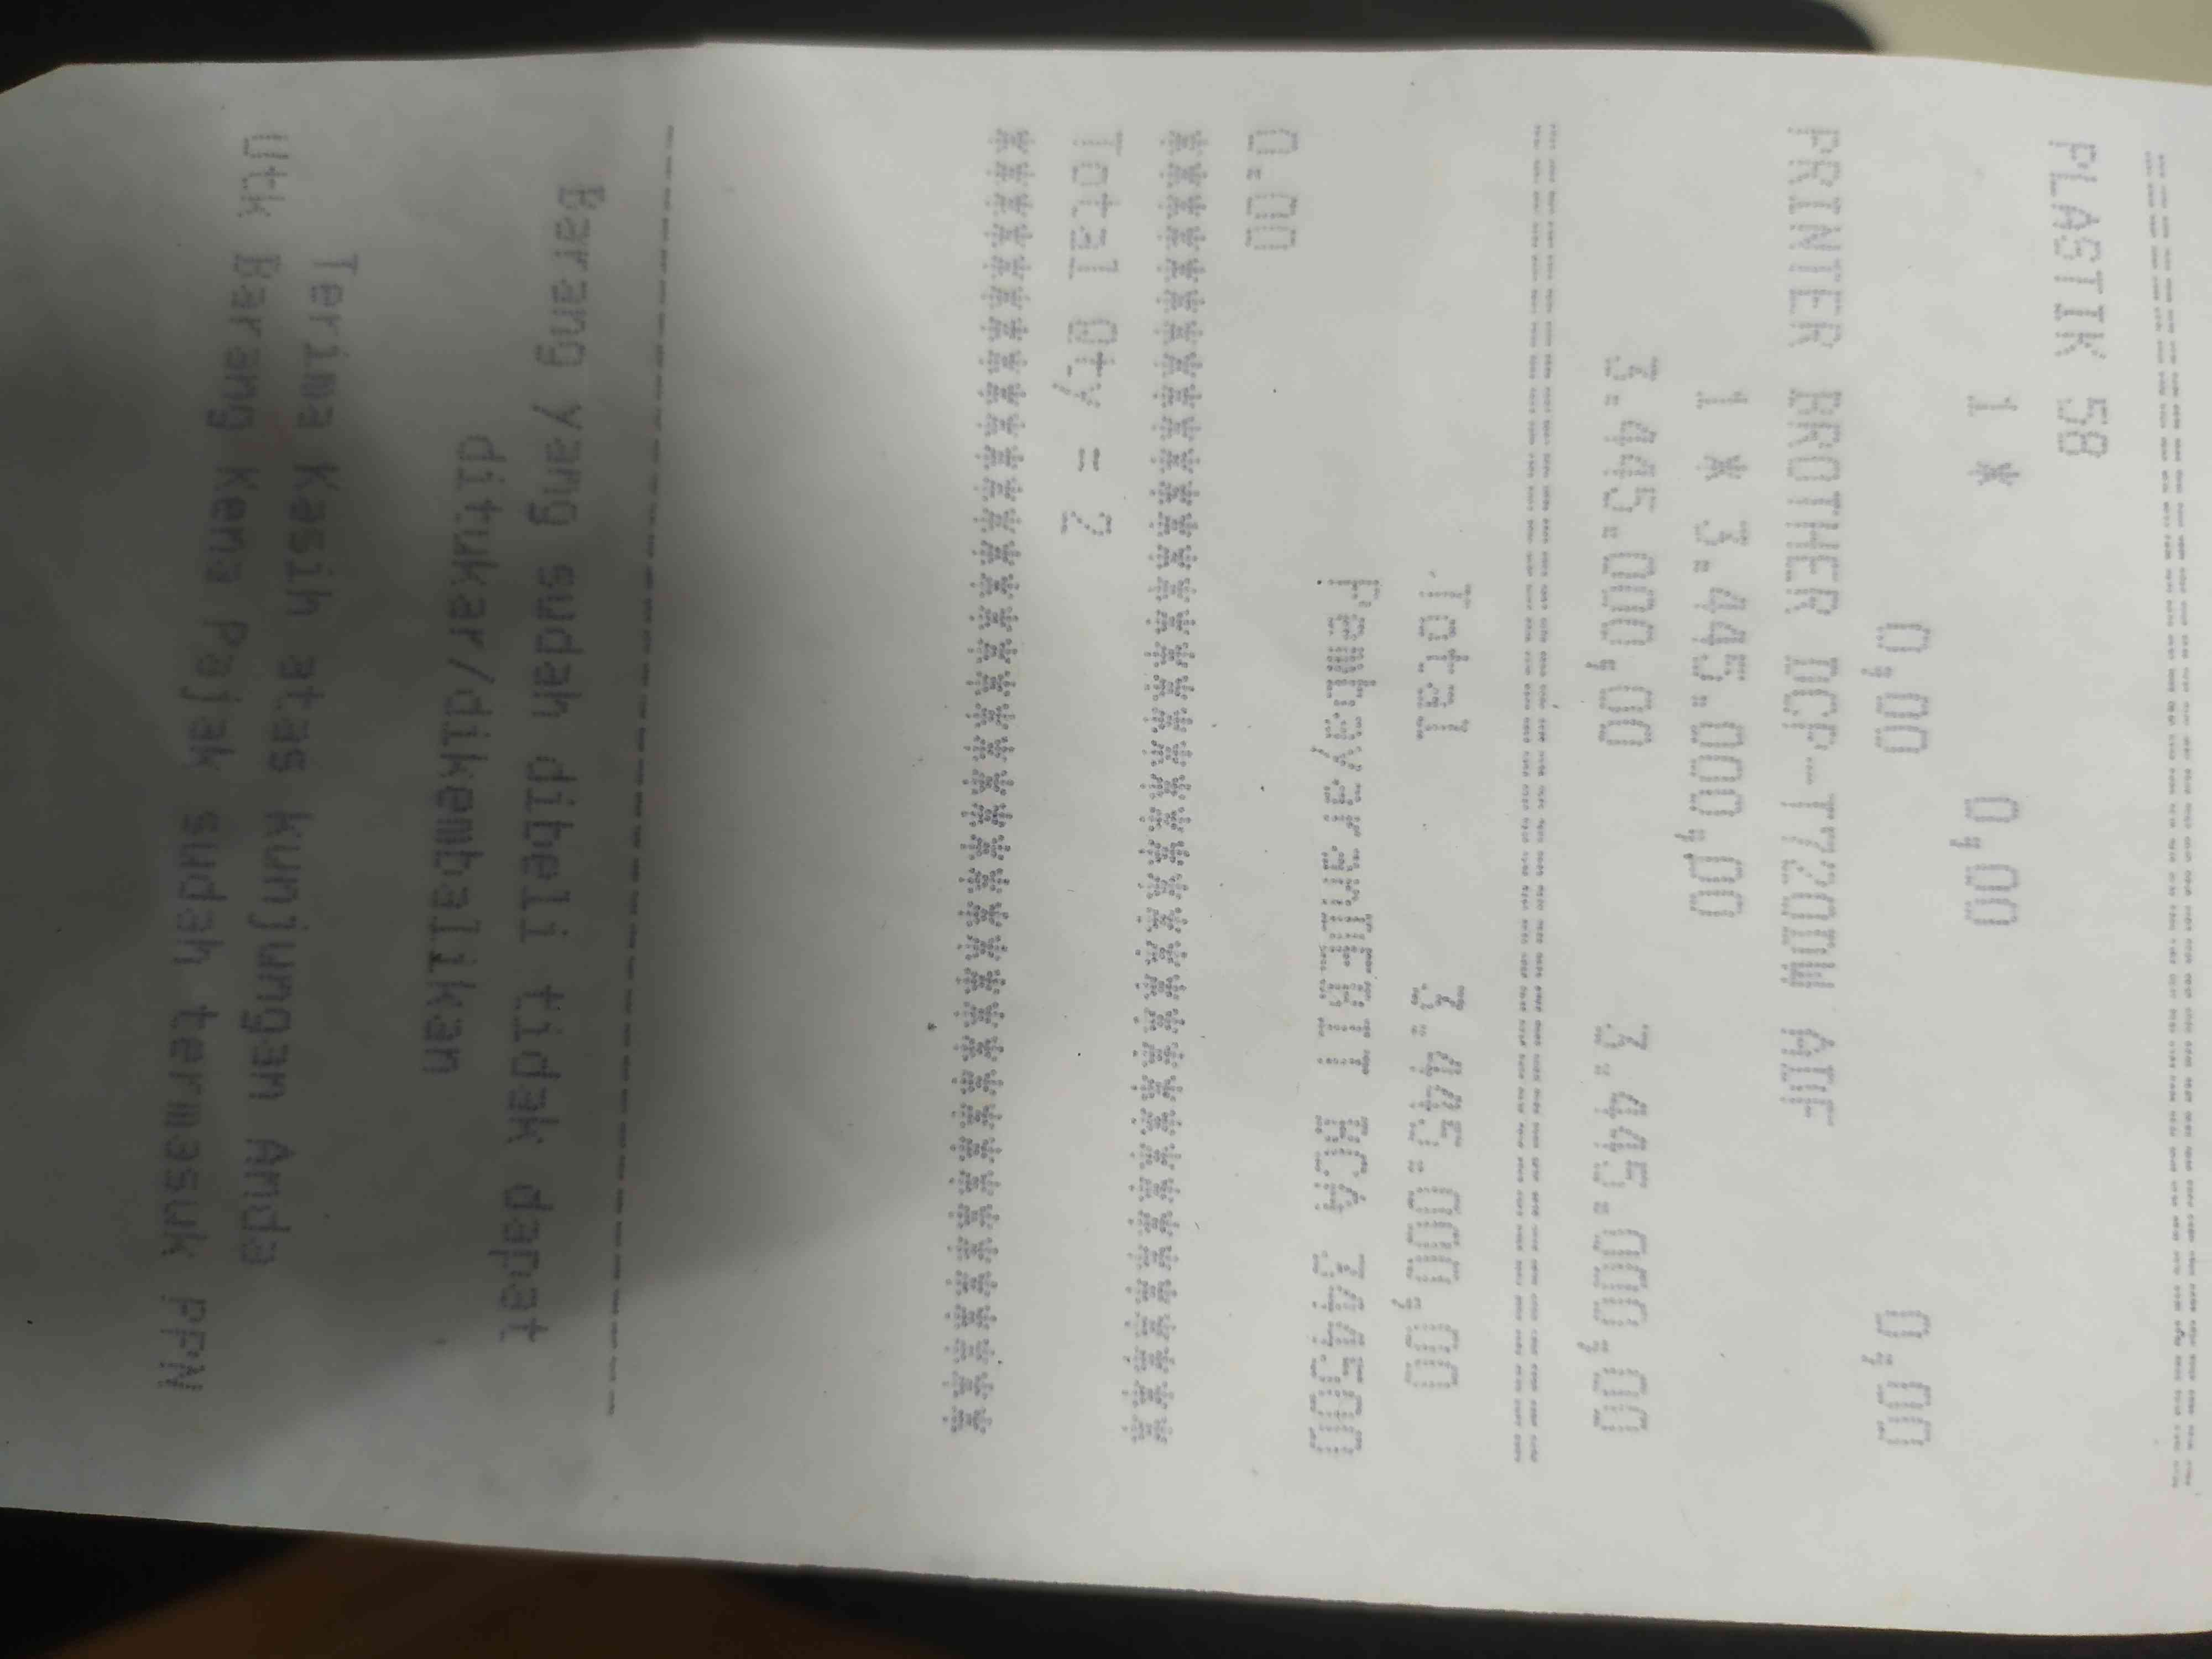 ========================================
PLASTIK 58
1 * 0,00
0,00 0,00
PRINTER BROTHER DCP-T720DW ADF
1 * 3.445.000,00
3.445.000,00 3.445.000,00
========================================
Total 3.445.000,00
PembayaranDEBIT BCA 344500
0.00
****************************************
Total Qty = 2
****************************************
----------------------------------------
Barang yang sudah dibeli tidak dapat
ditukar/dikembalikan
Terima Kasih atas kunjungan Anda
Utk Barang Kena Pajak sudah termasuk PPN